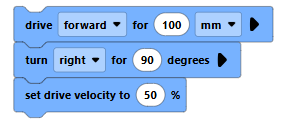 drive forward for 100 mm
turn right for 90 degrees
set drive velocity to 50 %